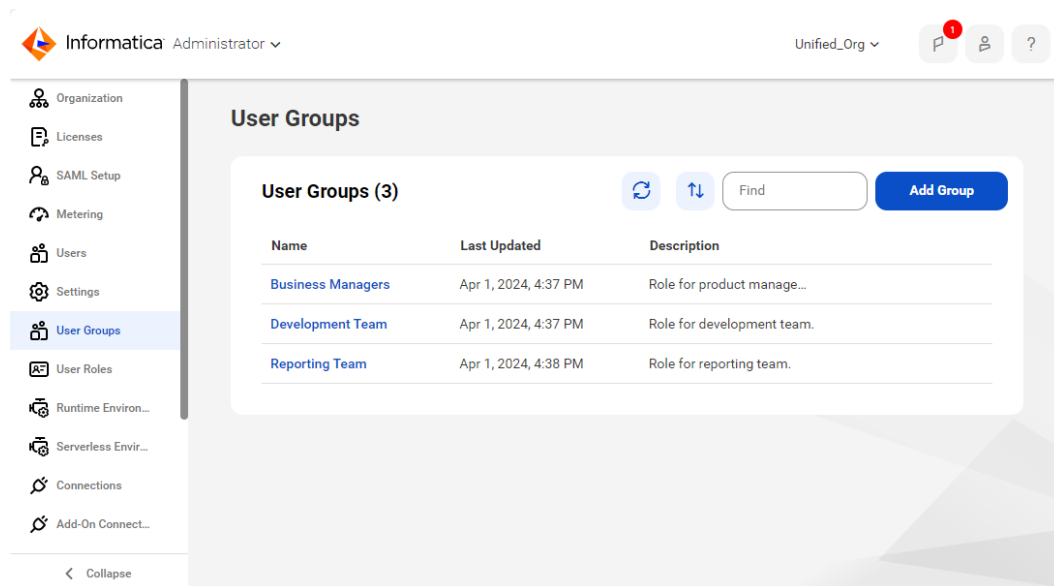 Informatica Administrator
Unified_Org
1
?
Organization
Licenses
SAML Setup
Metering
Users
Settings
User Groups
User Roles
Runtime Environ...
Serverless Envir...
Connections
Add-On Connect...
Collapse
User Groups
User Groups (3)
Find
Add Group
Name Last Updated Description
Business Managers Apr 1, 2024, 4:37 PM Role for product manage...
Development Team Apr 1, 2024, 4:37 PM Role for development team.
Reporting Team Apr 1, 2024, 4:38 PM Role for reporting team.